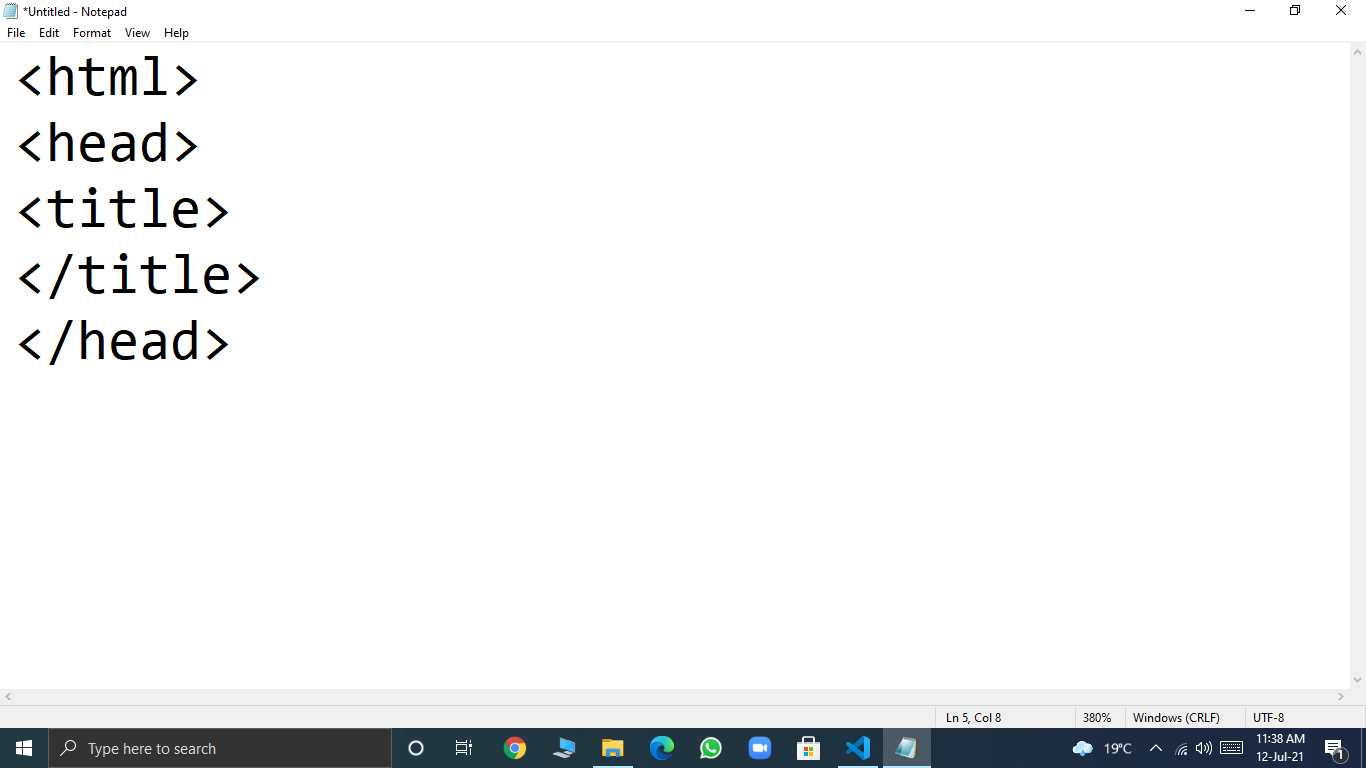 *Untitled - Notepad
File Edit Format View Help
<html>
<head>
<title>
</title>
</head>
Ln 5, Col 8 380% Windows (CRLF) UTF-8
Type here to search 19°C 11:38 AM
12-Jul-21 1